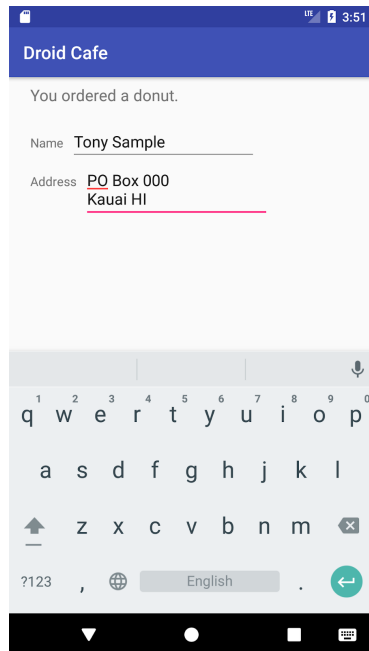 LTE 3:51
Droid Cafe
You ordered a donut.
Name Tony Sample
Address PO Box 000
Kauai HI
1 2 3 4 5 6 7 8 9 0
q w e r t y u i o p
a s d f g h j k l
z x c v b n m
?123 , English .